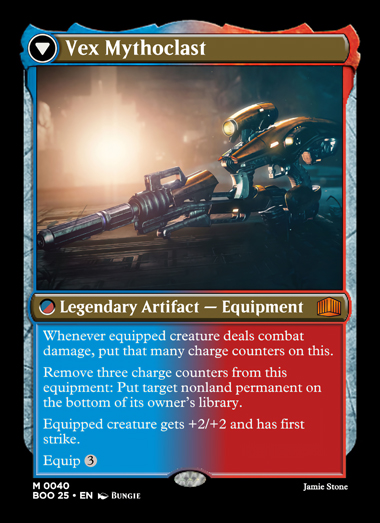 Vex Mythoclast
Legendary Artifact — Equipment
Whenever equipped creature deals combat
damage, put that many charge counters on this.
Remove three charge counters from this
equipment: Put target nonland permanent on
the bottom of its owner's library.
Equipped creature gets +2/+2 and has first
strike.
Equip 3
M 0040
BOO 25 • EN Bungie
Jamie Stone